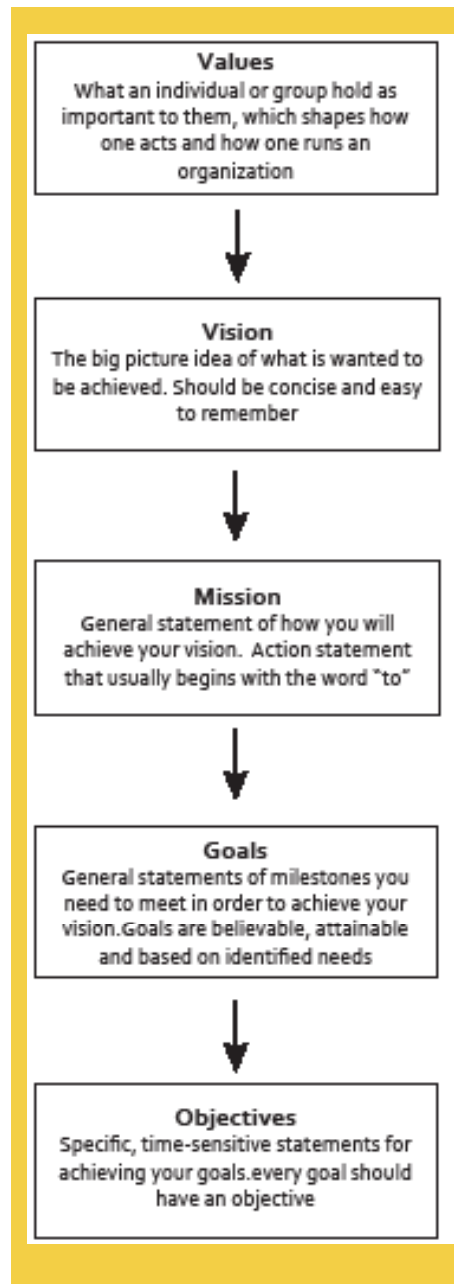 Values
What an individual or group hold as
important to them, which shapes how
one acts and how one runs an
organization
Vision
The big picture idea of what is wanted to
be achieved. Should be concise and easy
to remember
Mission
General statement of how you will
achieve your vision. Action statement
that usually begins with the word "to"
Goals
General statements of milestones you
need to meet in order to achieve your
vision.Goals are believable, attainable
and based on identified needs
Objectives
Specific, time-sensitive statements for
achieving your goals.every goal should
have an objective